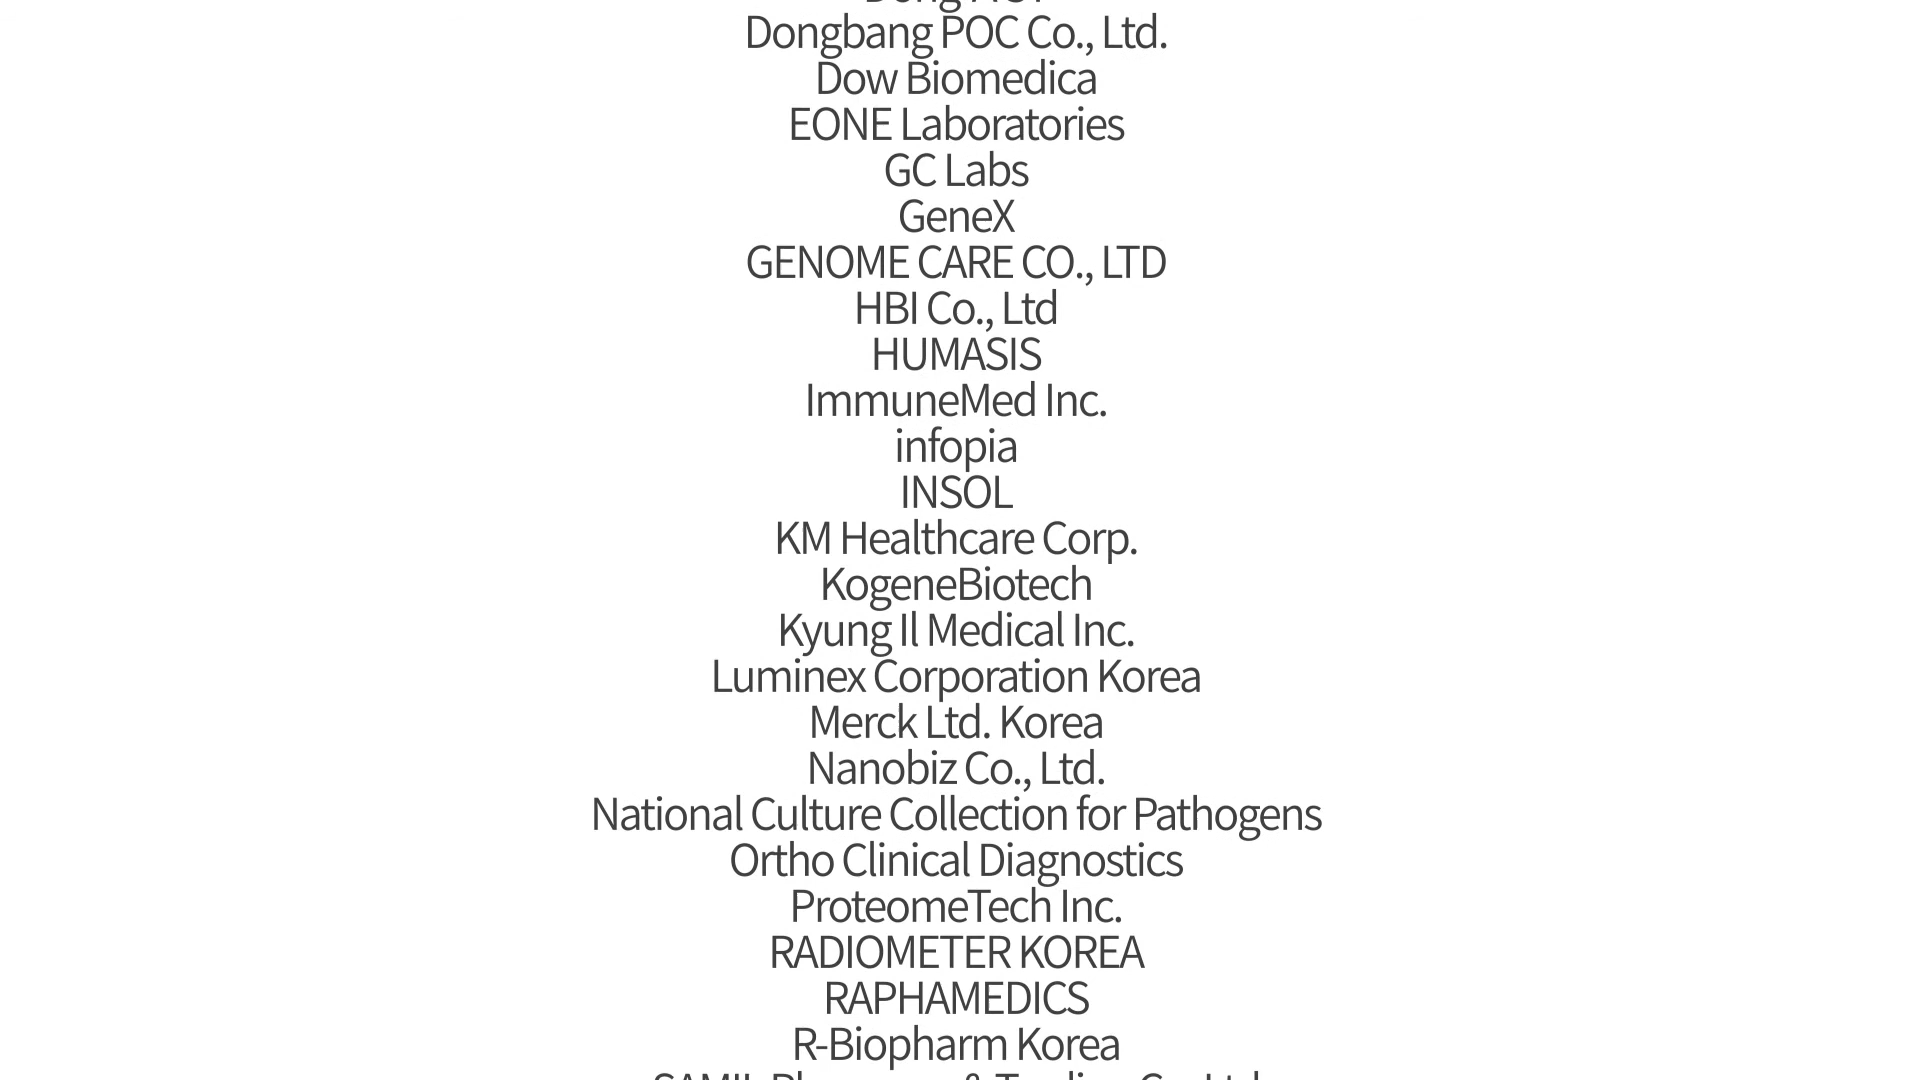 Dongbang POC Co., Ltd.
Dow Biomedica
EONE Laboratories
GC Labs
GeneX
GENOME CARE CO., LTD
HBI Co., Ltd
HUMASIS
ImmuneMed Inc.
infopia
INSOL
KM Healthcare Corp.
KogeneBiotech
Kyung Il Medical Inc.
Luminex Corporation Korea
Merck Ltd. Korea
Nanobiz Co., Ltd.
National Culture Collection for Pathogens
Ortho Clinical Diagnostics
ProteomeTech Inc.
RADIOMETER KOREA
RAPHAMEDICS
R-Biopharm Korea